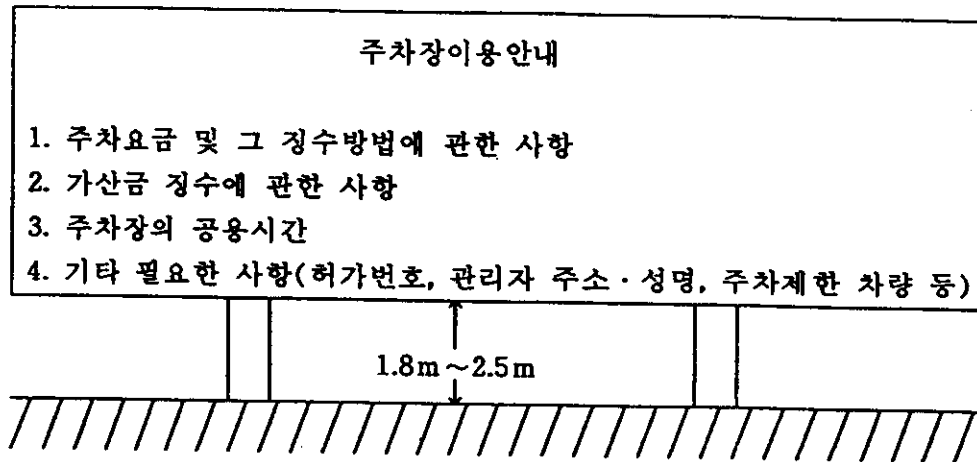 주차장이용안내
1. 주차요금 및 그 징수방법에 관한 사항
2. 가산금 징수에 관한 사항
3. 주차장의 공용시간
4. 기타 필요한 사항(허가번호, 관리자 주소·성명, 주차제한 차량 등)
1.8m～2.5m